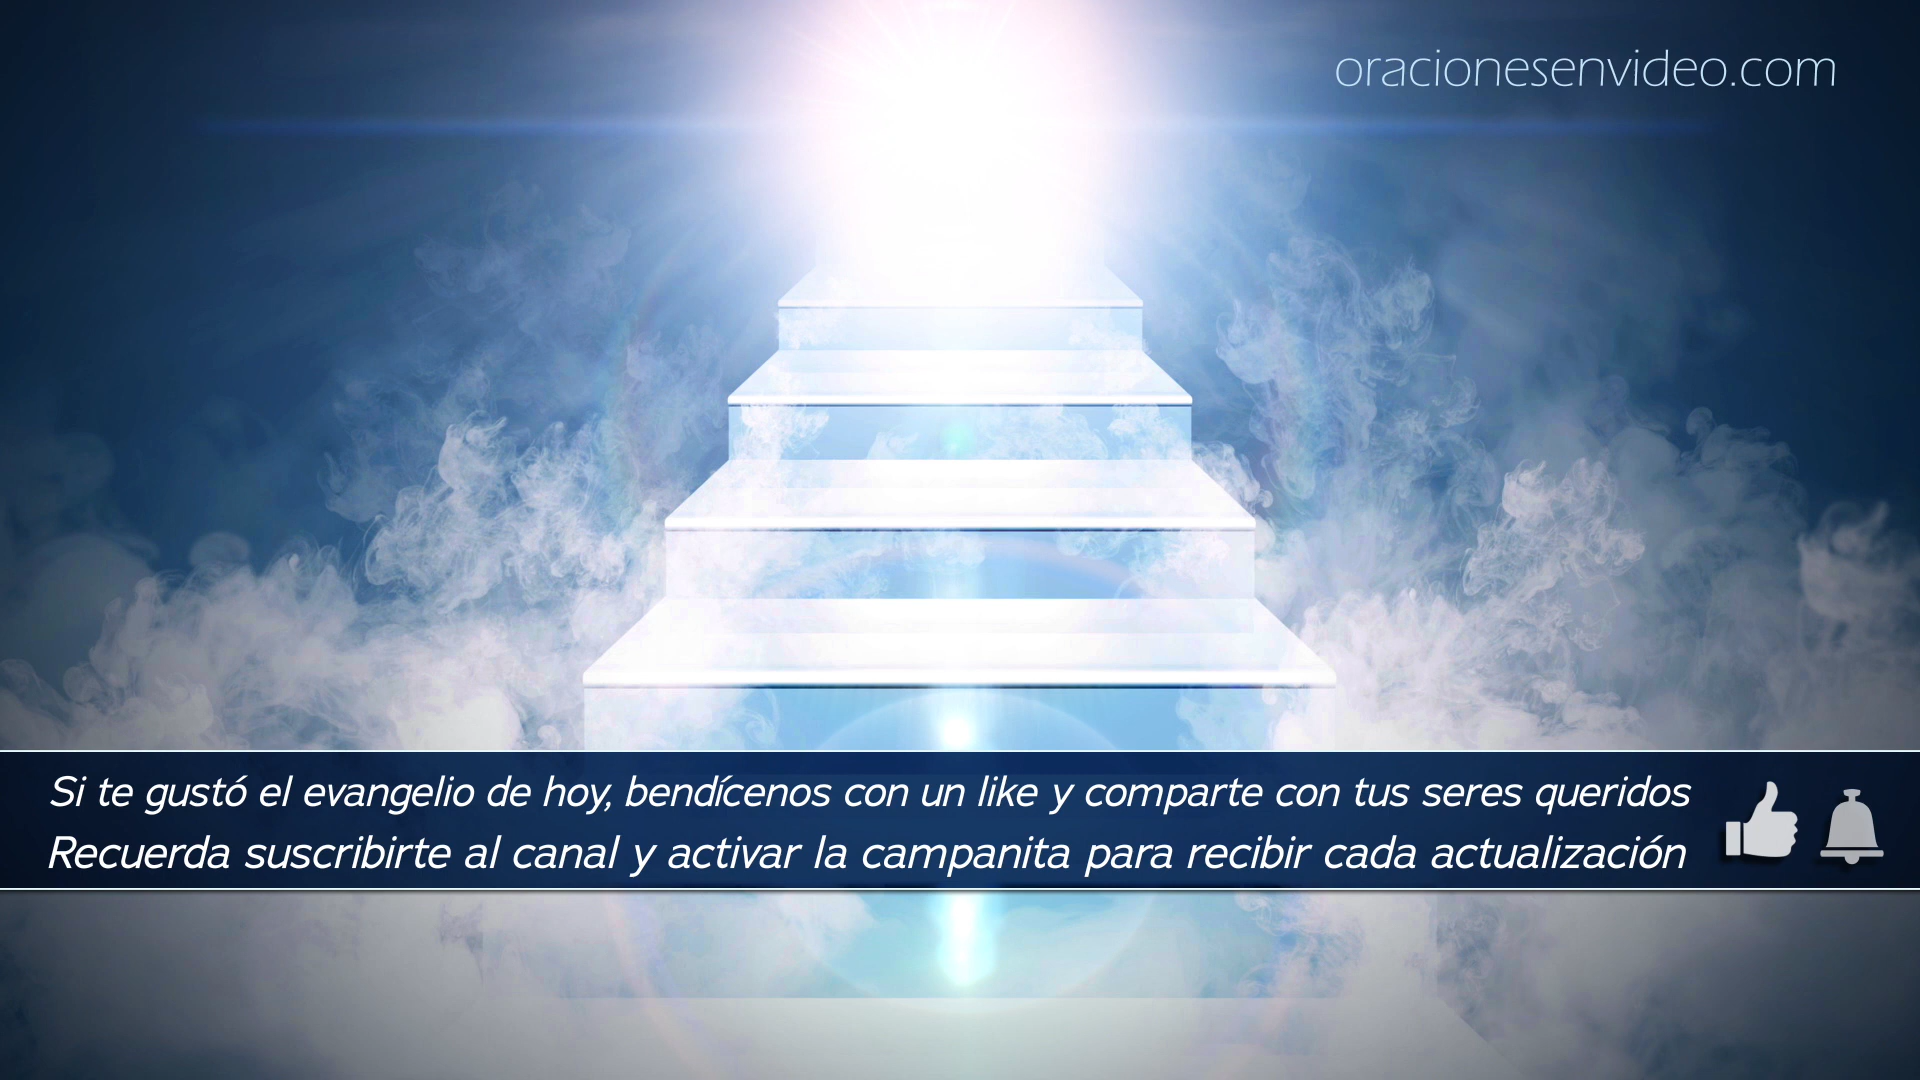 oracionesenvideo.com
Si te gustó el evangelio de hoy, bendícenos con un like y comparte con tus seres queridos
Recuerda suscribirte al canal y activar la campanita para recibir cada actualización